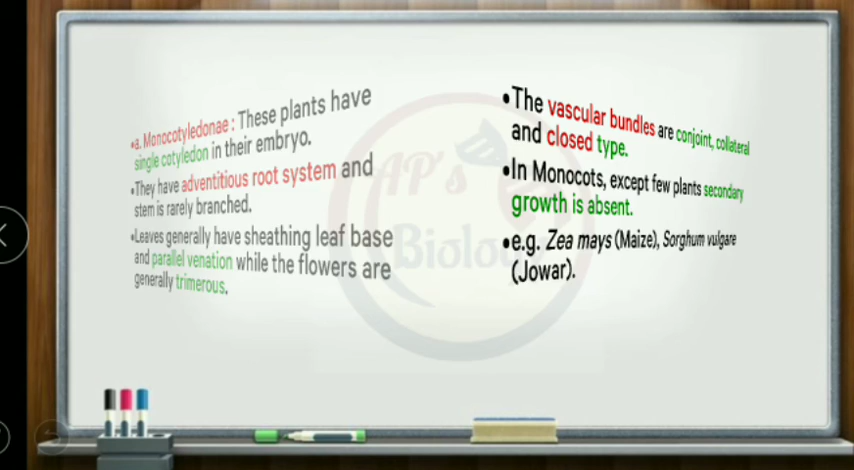 •a. Monocotyledonae : These plants have
single cotyledon in their embryo.
•They have adventitious root system and
stem is rarely branched.
•Leaves generally have sheathing leaf base
and parallel venation while the flowers are
generally trimerous.
•The vascular bundles are conjoint, collateral
and closed type.
•In Monocots, except few plants secondary
growth is absent.
•e.g. Zea mays (Maize), Sorghum vulgare
(Jowar).
AP's
Biology